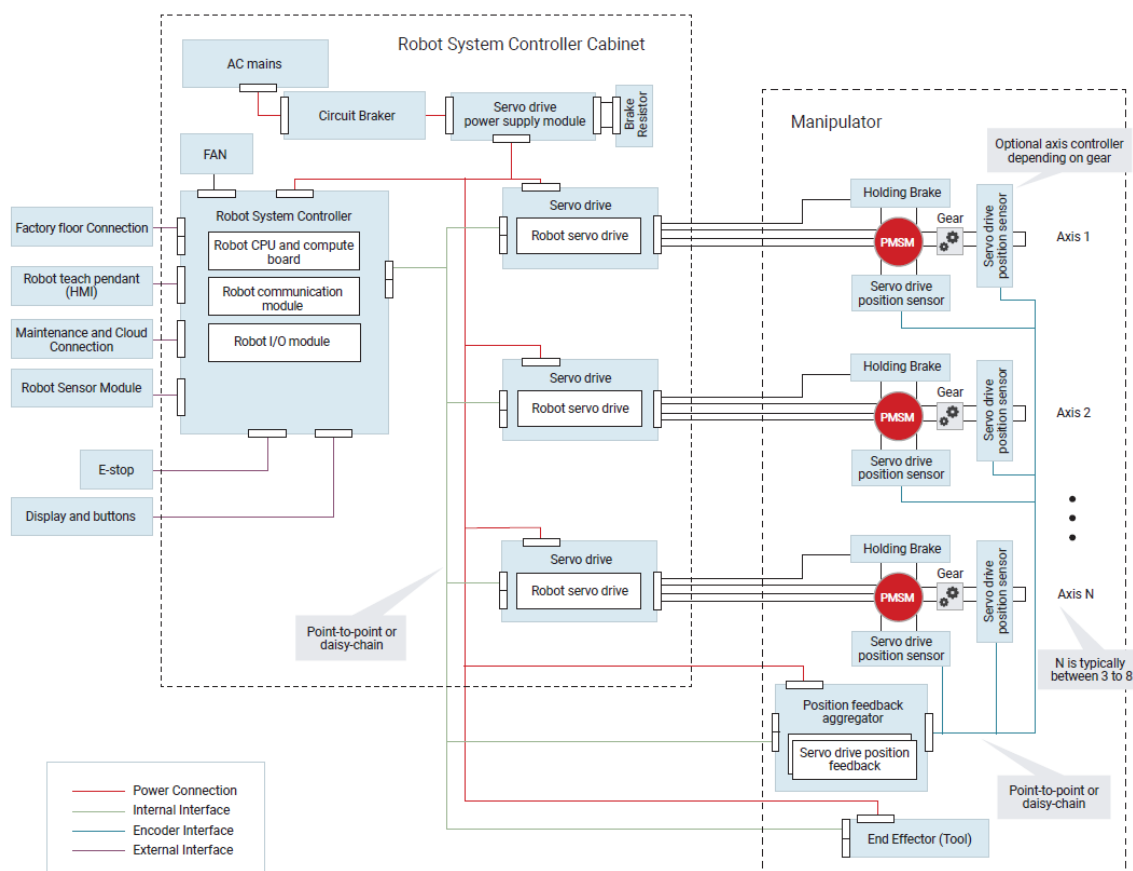 Robot System Controller Cabinet
AC mains
Circuit Braker
Servo drive
power supply module
Brake
Resistor
FAN
Robot System Controller
Robot CPU and compute
board
Robot communication
module
Robot I/O module
Factory floor Connection
Robot teach pendant
(HMI)
Maintenance and Cloud
Connection
Robot Sensor Module
E-stop
Display and buttons
Servo drive
Robot servo drive
Servo drive
Robot servo drive
Servo drive
Robot servo drive
Point-to-point or
daisy-chain
Manipulator
Optional axis controller
depending on gear
Holding Brake
PMSM
Gear
Servo drive
position sensor
Servo drive
position sensor
Axis 1
Holding Brake
PMSM
Gear
Servo drive
position sensor
Servo drive
position sensor
Axis 2
Holding Brake
PMSM
Gear
Servo drive
position sensor
Servo drive
position sensor
Axis N
N is typically
between 3 to 8
Position feedback
aggregator
Servo drive position
feedback
Point-to-point or
daisy-chain
End Effector (Tool)
Power Connection
Internal Interface
Encoder Interface
External Interface